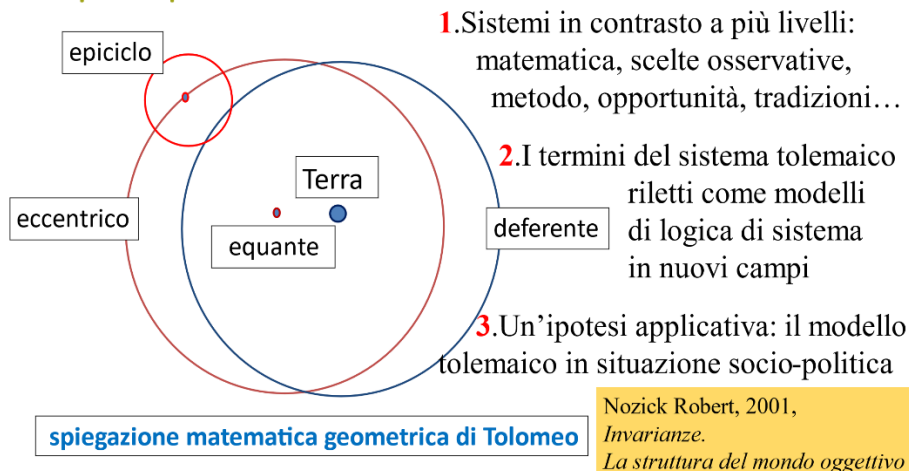 epiciclo
eccentrico
Terra
equante
deferente
1.Sistemi in contrasto a più livelli:
matematica, scelte osservative,
metodo, opportunità, tradizioni…
2.I termini del sistema tolemaico
riletti come modelli
di logica di sistema
in nuovi campi
3.Un'ipotesi applicativa: il modello
tolemaico in situazione socio-politica
spiegazione matematica geometrica di Tolomeo
Nozick Robert, 2001,
Invarianze.
La struttura del mondo oggettivo